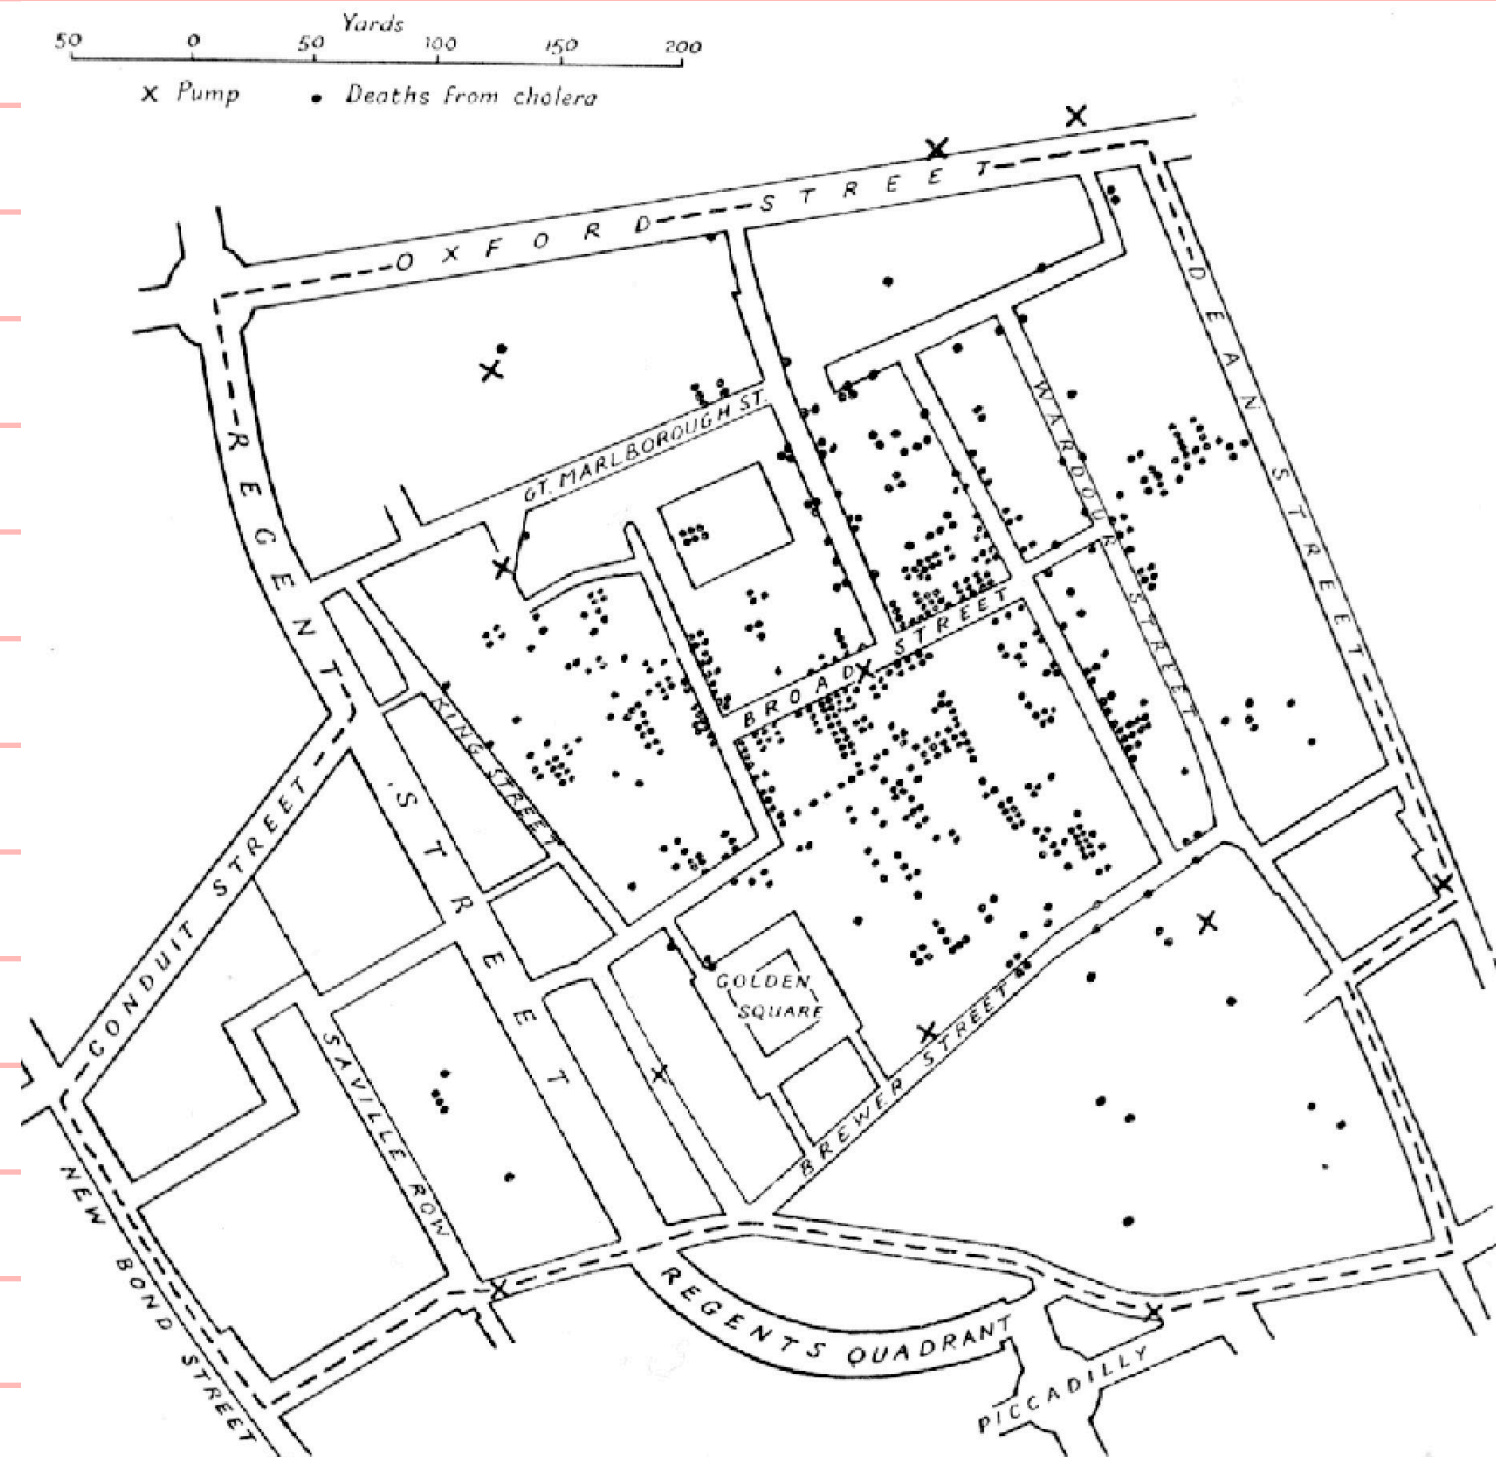 Yards
50 0 50 100 150 200
x Pump • Deaths from cholera
OXFORD STREET
DEAN STREET
REGENT STREET
GT. MARLBOROUGH ST.
WARDOUR STREET
BROAD STREET
KING STREET
CONDUIT STREET
GOLDEN
SQUARE
BREWER STREET
SAVILLE ROW
NEW BOND STREET
REGENTS QUADRANT
PICCADILLY